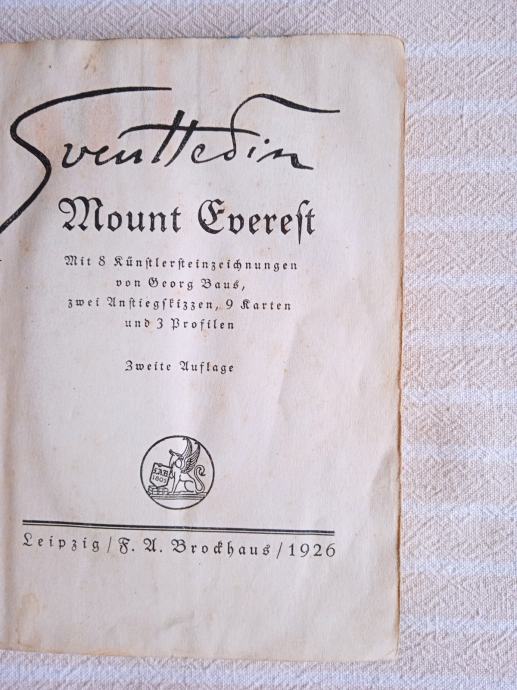 Sven Hedin
Mount Everest
Mit 8 Künstlersteinzeichnungen
von Georg Baus,
zwei Anstiegskizzen, 9 Karten
und 3 Profilen
Zweite Auflage
F.A.B.
1805
Leipzig / F. A. Brockhaus / 1926